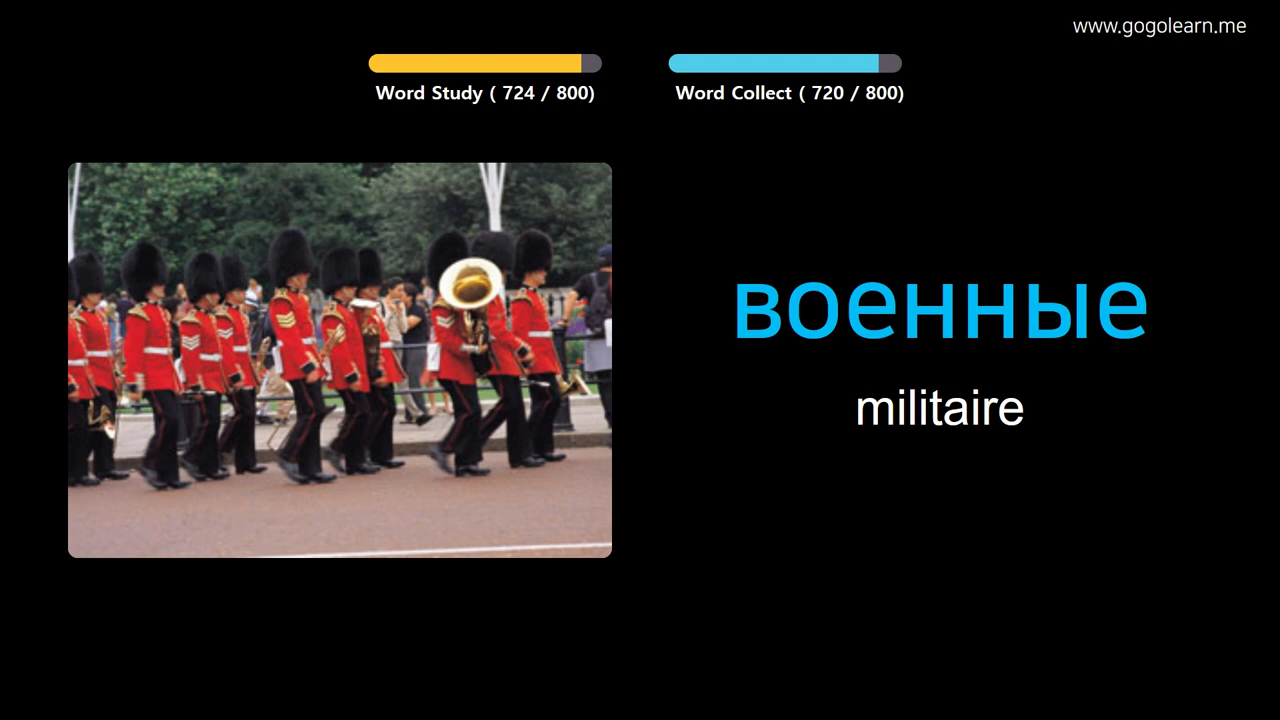 www.gogolearn.me
Word Study ( 724 / 800)
Word Collect ( 720 / 800)
военные
militaire